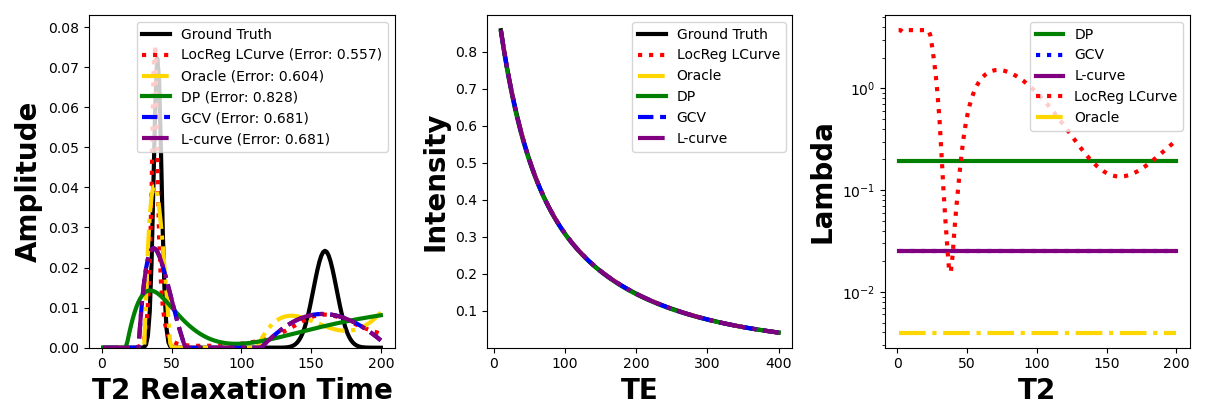 0.08
0.07
0.06
0.05
0.04
0.03
0.02
0.01
0.00
Amplitude
Ground Truth
LocReg LCurve (Error: 0.557)
Oracle (Error: 0.604)
DP (Error: 0.828)
GCV (Error: 0.681)
L-curve (Error: 0.681)
0 50 100 150 200
T2 Relaxation Time
0.8
0.7
0.6
0.5
0.4
0.3
0.2
0.1
Intensity
Ground Truth
LocReg LCurve
Oracle
DP
GCV
L-curve
0 100 200 300 400
TE
10⁰
10⁻¹
10⁻²
Lambda
DP
GCV
L-curve
LocReg LCurve
Oracle
0 50 100 150 200
T2